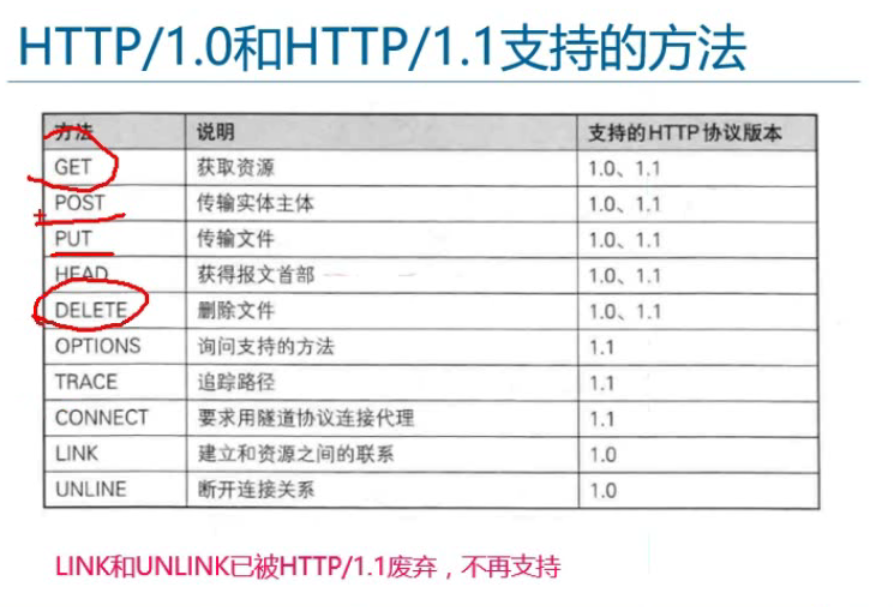 HTTP/1.0和HTTP/1.1支持的方法
方法 说明 支持的HTTP协议版本
GET 获取资源 1.0、1.1
POST 传输实体主体 1.0、1.1
PUT 传输文件 1.0、1.1
HEAD 获得报文首部 1.0、1.1
DELETE 删除文件 1.0、1.1
OPTIONS 询问支持的方法 1.1
TRACE 追踪路径 1.1
CONNECT 要求用隧道协议连接代理 1.1
LINK 建立和资源之间的联系 1.0
UNLINE 断开连接关系 1.0
LINK和UNLINK已被HTTP/1.1废弃，不再支持